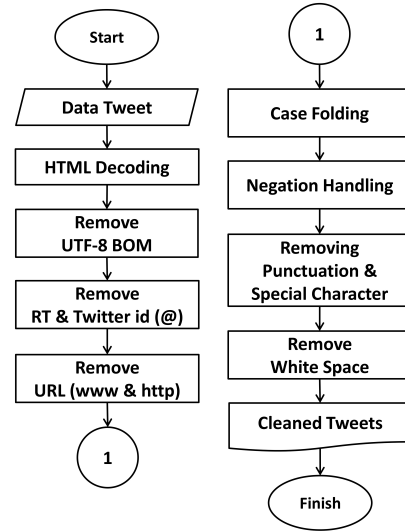 Start
Data Tweet
HTML Decoding
Remove
UTF-8 BOM
Remove
RT & Twitter id (@)
Remove
URL (www & http)
1
1
Case Folding
Negation Handling
Removing
Punctuation &
Special Character
Remove
White Space
Cleaned Tweets
Finish